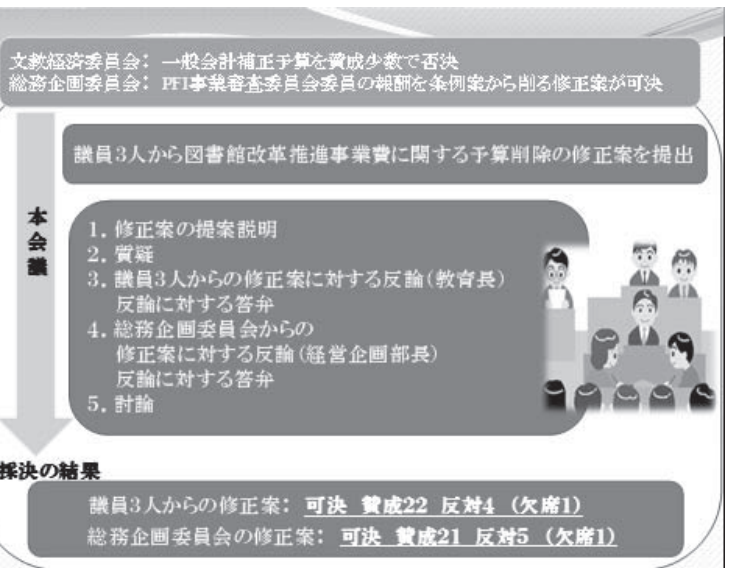 文教経済委員会： 一般会計補正予算を賛成少数で否決
総務企画委員会： PFI事業審査委員会委員の報酬を条例案から削る修正案が可決
議員3人から図書館改革推進事業費に関する予算削除の修正案を提出
本会議
1．修正案の提案説明
2．質疑
3．議員3人からの修正案に対する反論（教育長）
反論に対する答弁
4．総務企画委員会からの
修正案に対する反論（経営企画部長）
反論に対する答弁
5．討論
採決の結果
議員3人からの修正案： 可決 賛成22 反対4 （欠席1）
総務企画委員会の修正案： 可決 賛成21 反対5 （欠席1）